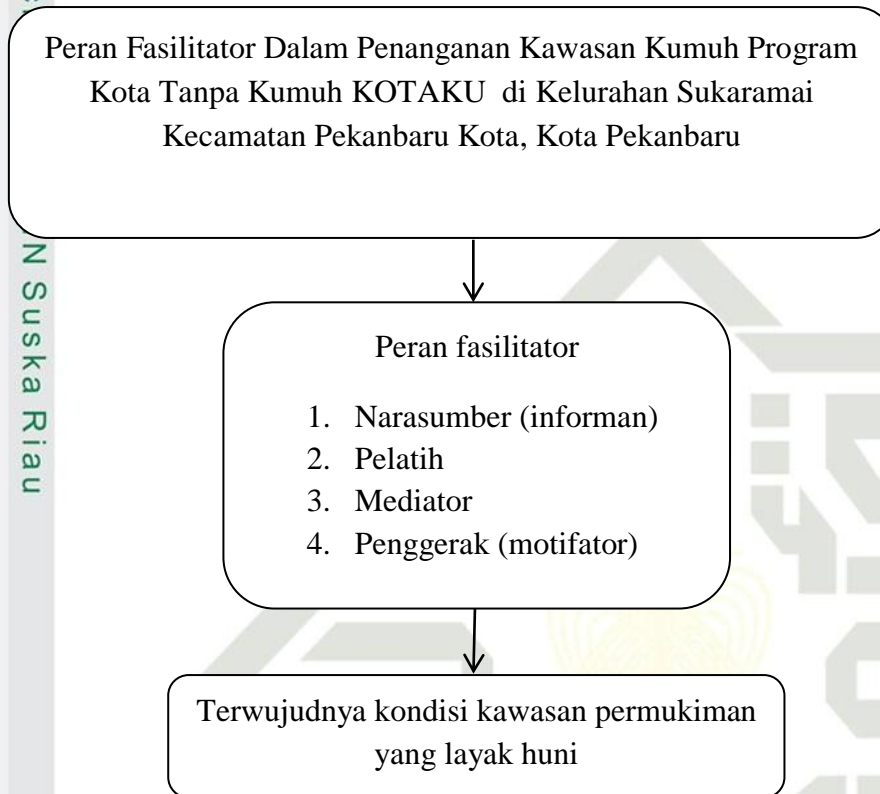 Peran Fasilitator Dalam Penanganan Kawasan Kumuh Program
Kota Tanpa Kumuh KOTAKU di Kelurahan Sukaramai
Kecamatan Pekanbaru Kota, Kota Pekanbaru
N Suska Riau
Peran fasilitator
1. Narasumber (informan)
2. Pelatih
3. Mediator
4. Penggerak (motifator)
Terwujudnya kondisi kawasan permukiman
yang layak huni